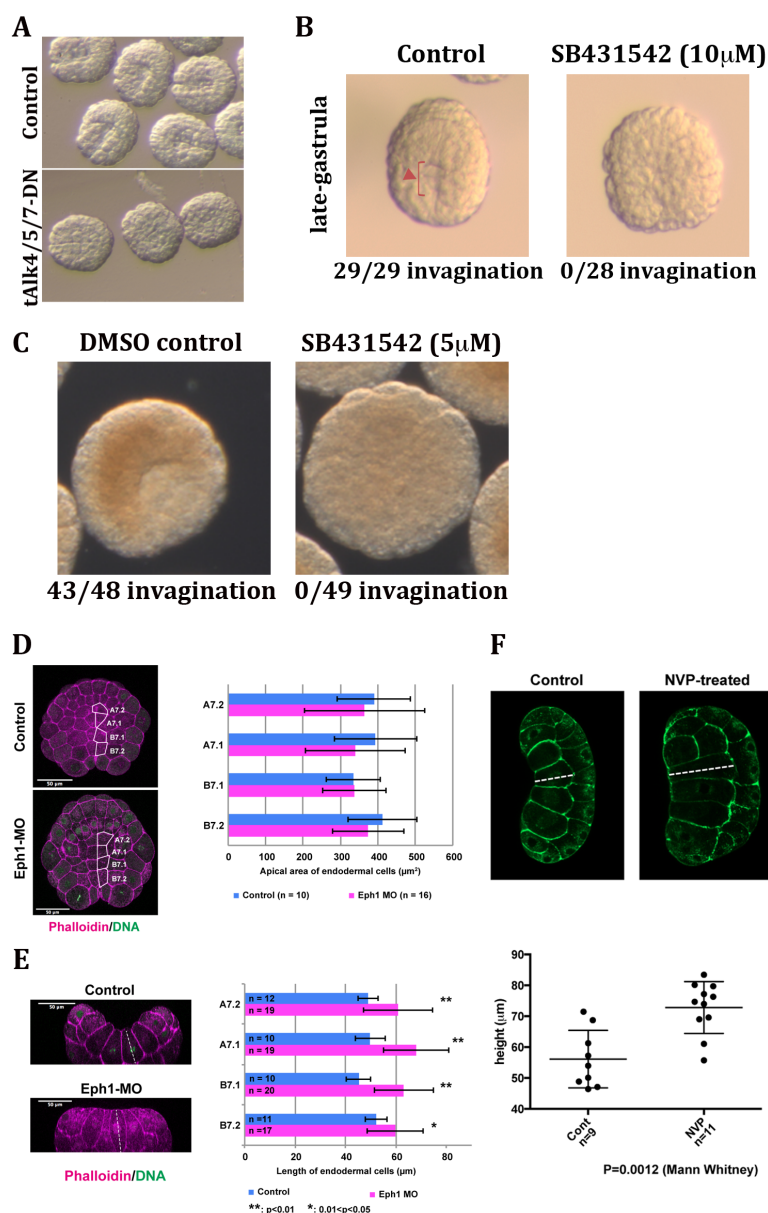 A
Control
tAlk4/5/7-DN
B
Control
SB431542 (10μM)
late-gastrula
29/29 invagination
0/28 invagination
C
DMSO control
SB431542 (5μM)
43/48 invagination
0/49 invagination
D
Control
A7.2
A7.1
B7.1
B7.2
50 μm
Eph1-MO
A7.2
A7.1
B7.1
B7.2
50 μm
Phalloidin/DNA
A7.2
A7.1
B7.1
B7.2
0 100 200 300 400 500 600
Apical area of endodermal cells (μm²)
Control (n = 10) Eph1 MO (n = 16)
E
Control
50 μm
Eph1-MO
50 μm
Phalloidin/DNA
A7.2
n = 12
n = 19
**
A7.1
n = 10
n = 19
**
B7.1
n = 10
n = 20
**
B7.2
n =11
n =17
*
0 20 40 60 80
Length of endodermal cells (μm)
Control Eph1 MO
**: p<0.01 *: 0.01<p<0.05
F
Control
NVP-treated
90
80
70
60
50
40
height (μm)
Cont
n=9
NVP
n=11
P=0.0012 (Mann Whitney)